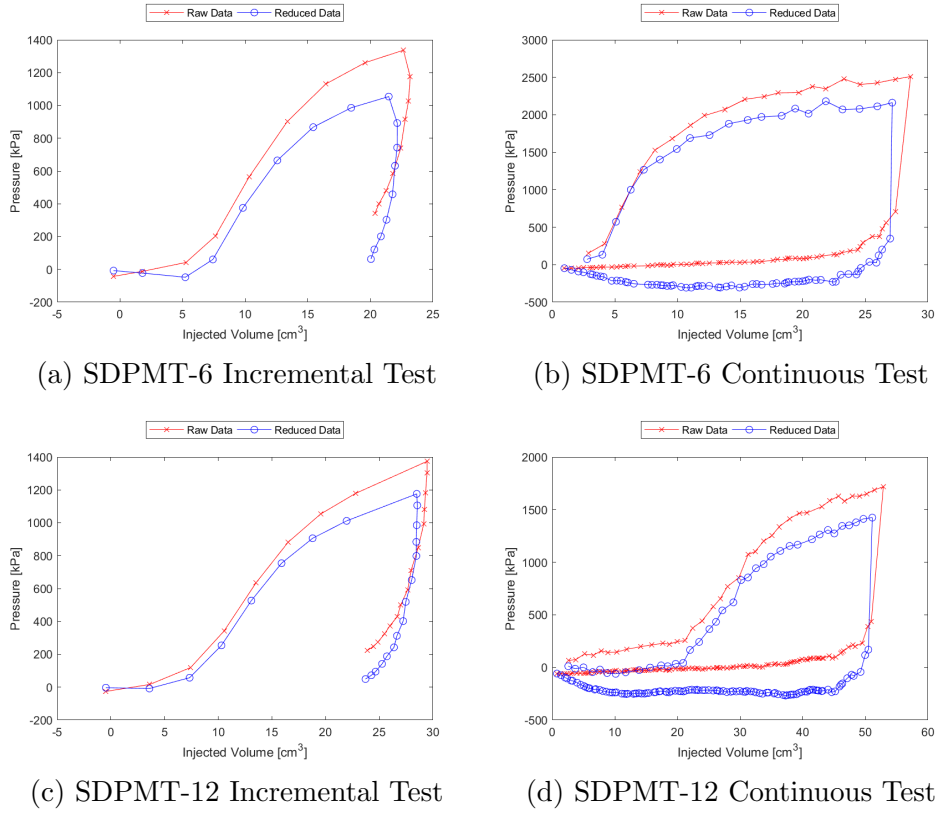 Raw Data Reduced Data
1400
1200
1000
800
600
400
200
0
-200
Pressure [kPa]
-5 0 5 10 15 20 25
Injected Volume [cm³]
(a) SDPMT-6 Incremental Test
Raw Data Reduced Data
3000
2500
2000
1500
1000
500
0
-500
Pressure [kPa]
0 5 10 15 20 25 30
Injected Volume [cm³]
(b) SDPMT-6 Continuous Test
Raw Data Reduced Data
1400
1200
1000
800
600
400
200
0
-200
Pressure [kPa]
-5 0 5 10 15 20 25 30
Injected Volume [cm³]
(c) SDPMT-12 Incremental Test
Raw Data Reduced Data
2000
1500
1000
500
0
-500
Pressure [kPa]
0 10 20 30 40 50 60
Injected Volume [cm³]
(d) SDPMT-12 Continuous Test